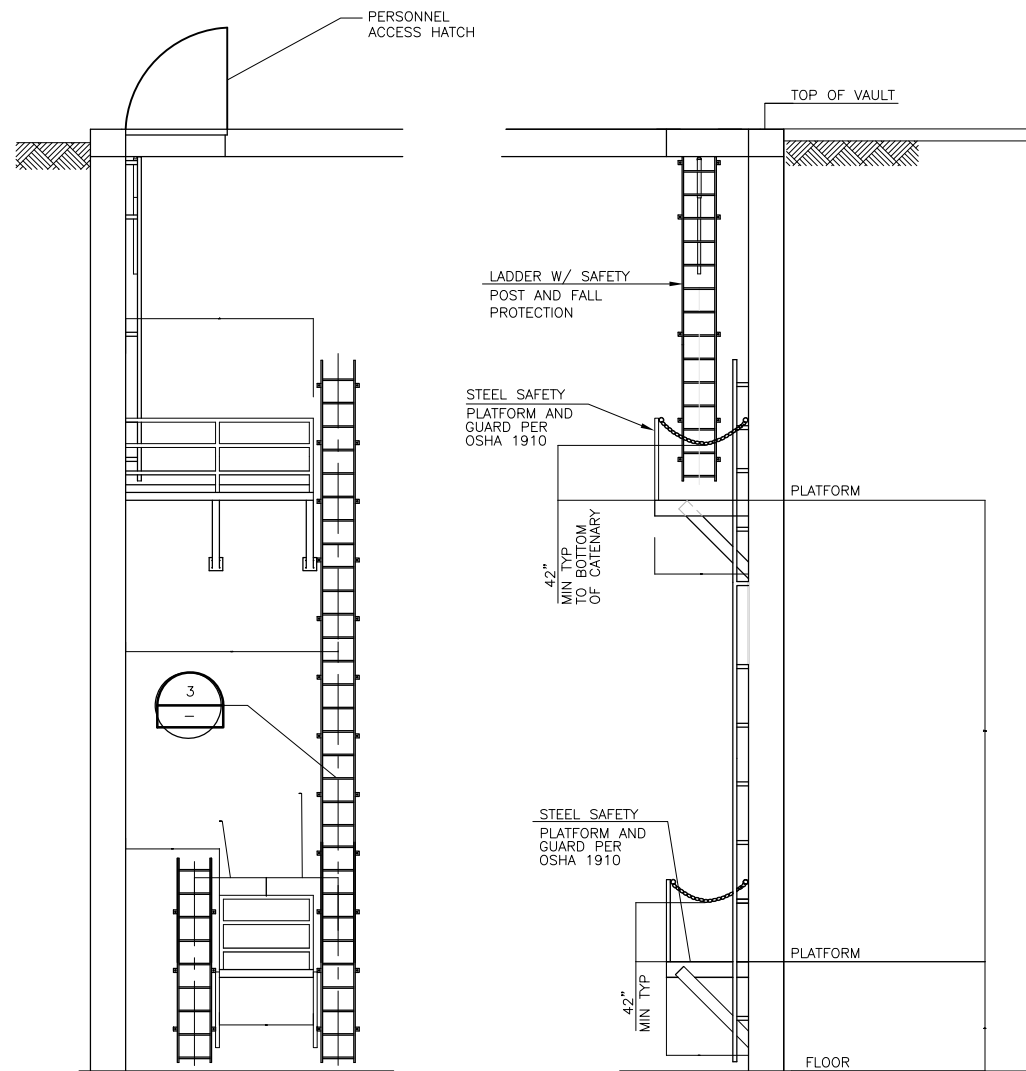 PERSONNEL
ACCESS HATCH
TOP OF VAULT
LADDER W/ SAFETY
POST AND FALL
PROTECTION
STEEL SAFETY
PLATFORM AND
GUARD PER
OSHA 1910
PLATFORM
42"
MIN TYP
TO BOTTOM
OF CATENARY
3
–
STEEL SAFETY
PLATFORM AND
GUARD PER
OSHA 1910
PLATFORM
42"
MIN TYP
FLOOR